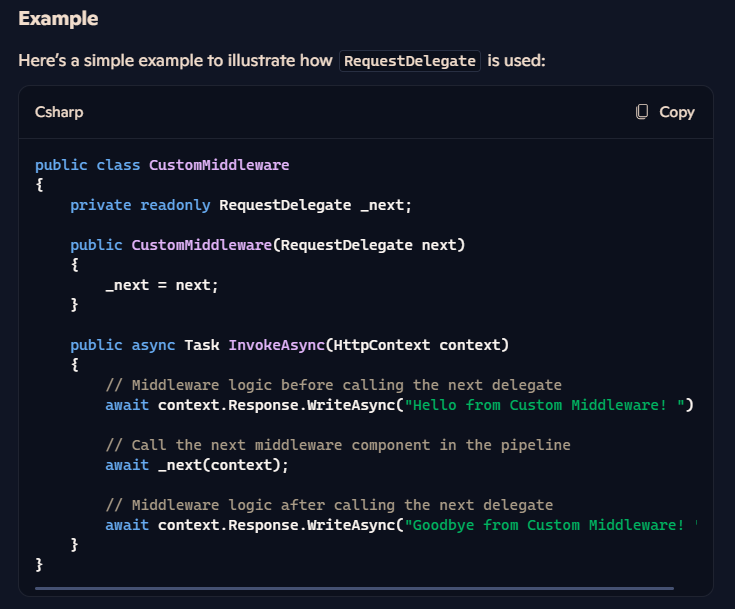 Example
Here's a simple example to illustrate how RequestDelegate is used:
Csharp
Copy
public class CustomMiddleware
{
    private readonly RequestDelegate _next;

    public CustomMiddleware(RequestDelegate next)
    {
        _next = next;
    }

    public async Task InvokeAsync(HttpContext context)
    {
        // Middleware logic before calling the next delegate
        await context.Response.WriteAsync("Hello from Custom Middleware! ")

        // Call the next middleware component in the pipeline
        await _next(context);

        // Middleware logic after calling the next delegate
        await context.Response.WriteAsync("Goodbye from Custom Middleware! 
    }
}